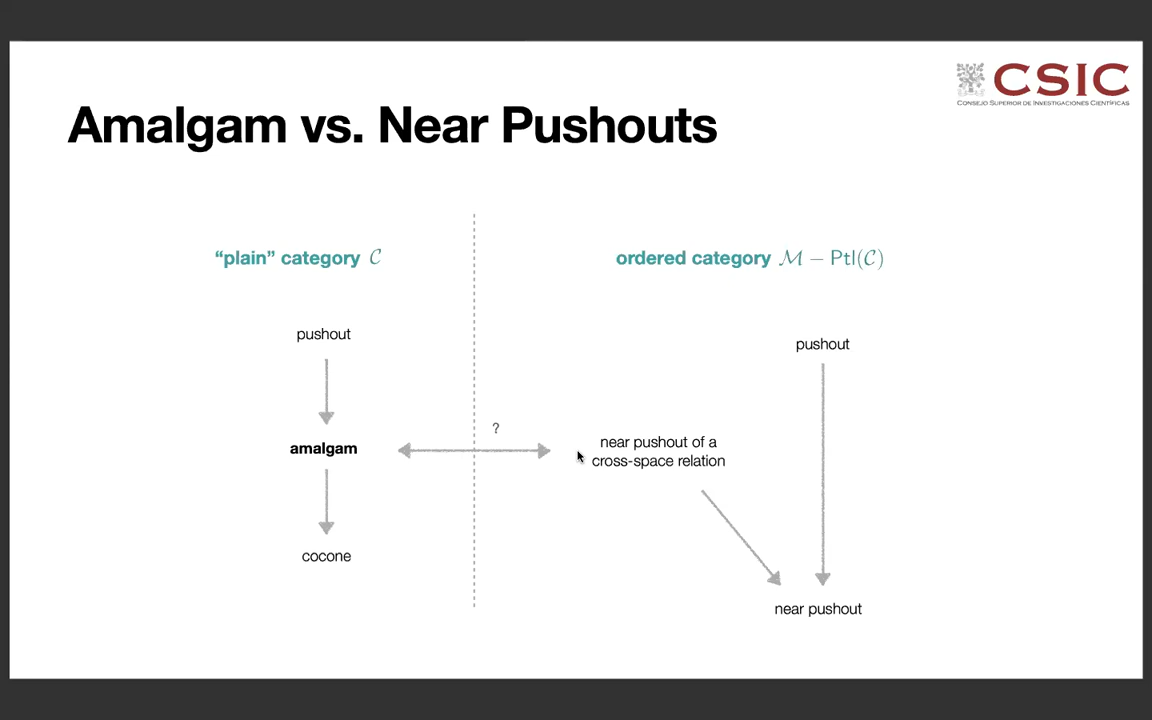 CSIC
CONSEJO SUPERIOR DE INVESTIGACIONES CIENTÍFICAS
Amalgam vs. Near Pushouts
“plain” category 𝒞
ordered category ℳ − Ptl(𝒞)
pushout
pushout
?
amalgam
near pushout of a
cross-space relation
cocone
near pushout